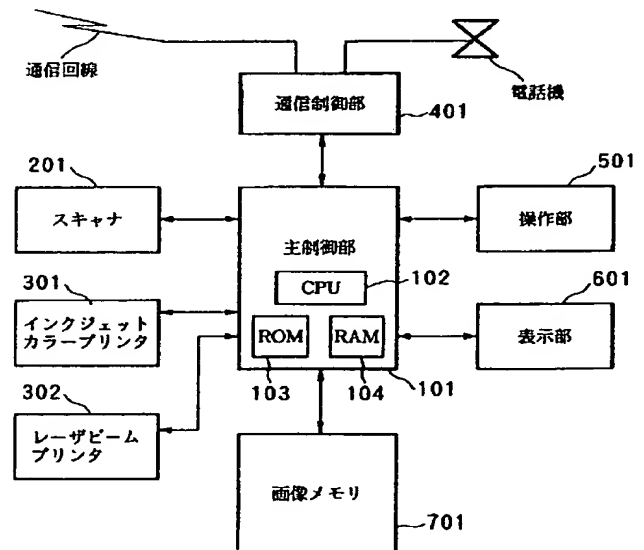 通信回線
電話機
通信制御部
401
201
スキャナ
501
操作部
主制御部
CPU
102
301
インクジェット
カラープリンタ
601
表示部
ROM
RAM
103
104
101
302
レーザビーム
プリンタ
画像メモリ
701